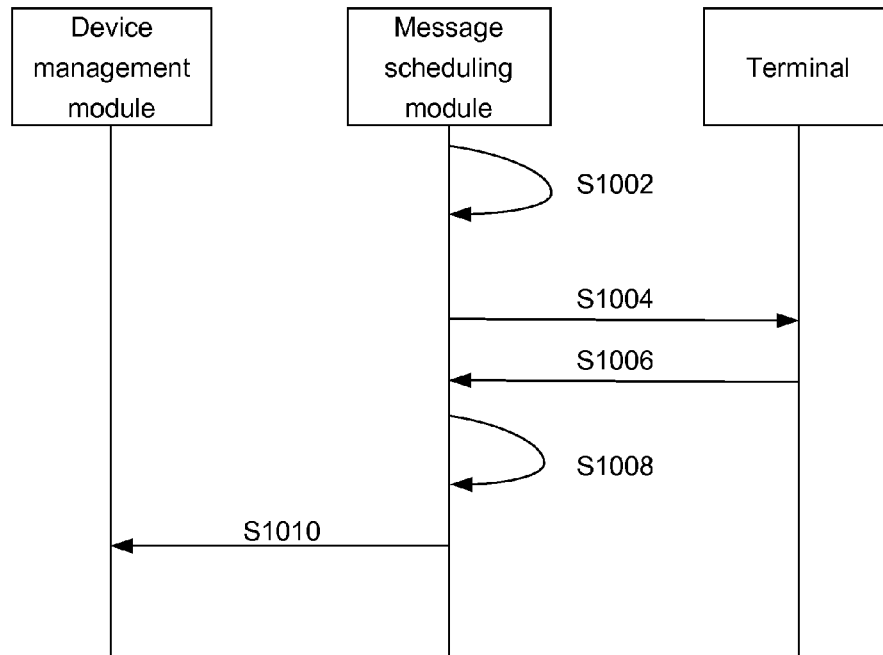 Device
management
module
Message
scheduling
module
Terminal
S1002
S1004
S1006
S1008
S1010